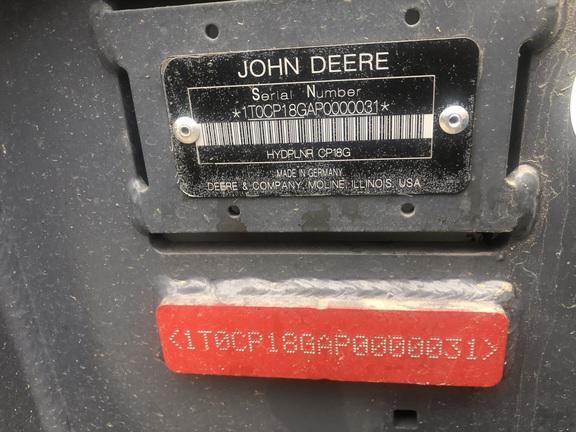 JOHN DEERE
Serial Number
*1T0CP18GAP0000031*
HYDPLNR CP18G
MADE IN GERMANY
DEERE & COMPANY, MOLINE, ILLINOIS, USA
<1T0CP18GAP0000031>